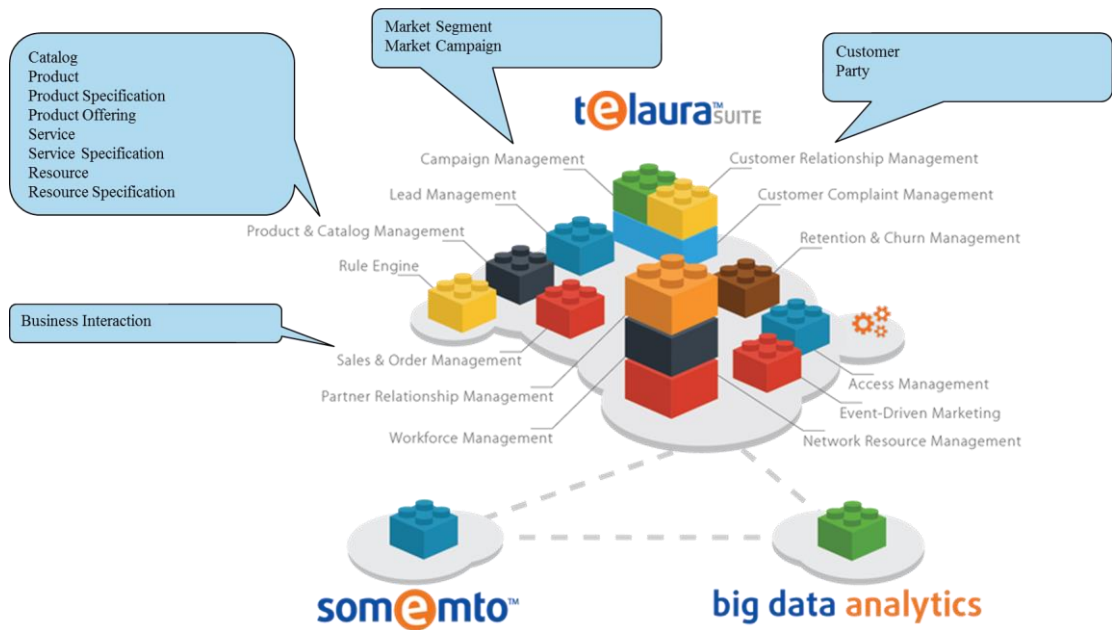 Market Segment
Market Campaign
Catalog
Product
Product Specification
Product Offering
Service
Service Specification
Resource
Resource Specification
Customer
Party
telaura™ SUITE
Campaign Management
Customer Relationship Management
Lead Management
Customer Complaint Management
Product & Catalog Management
Retention & Churn Management
Rule Engine
Business Interaction
Sales & Order Management
Access Management
Partner Relationship Management
Event-Driven Marketing
Workforce Management
Network Resource Management
somemto™
big data analytics